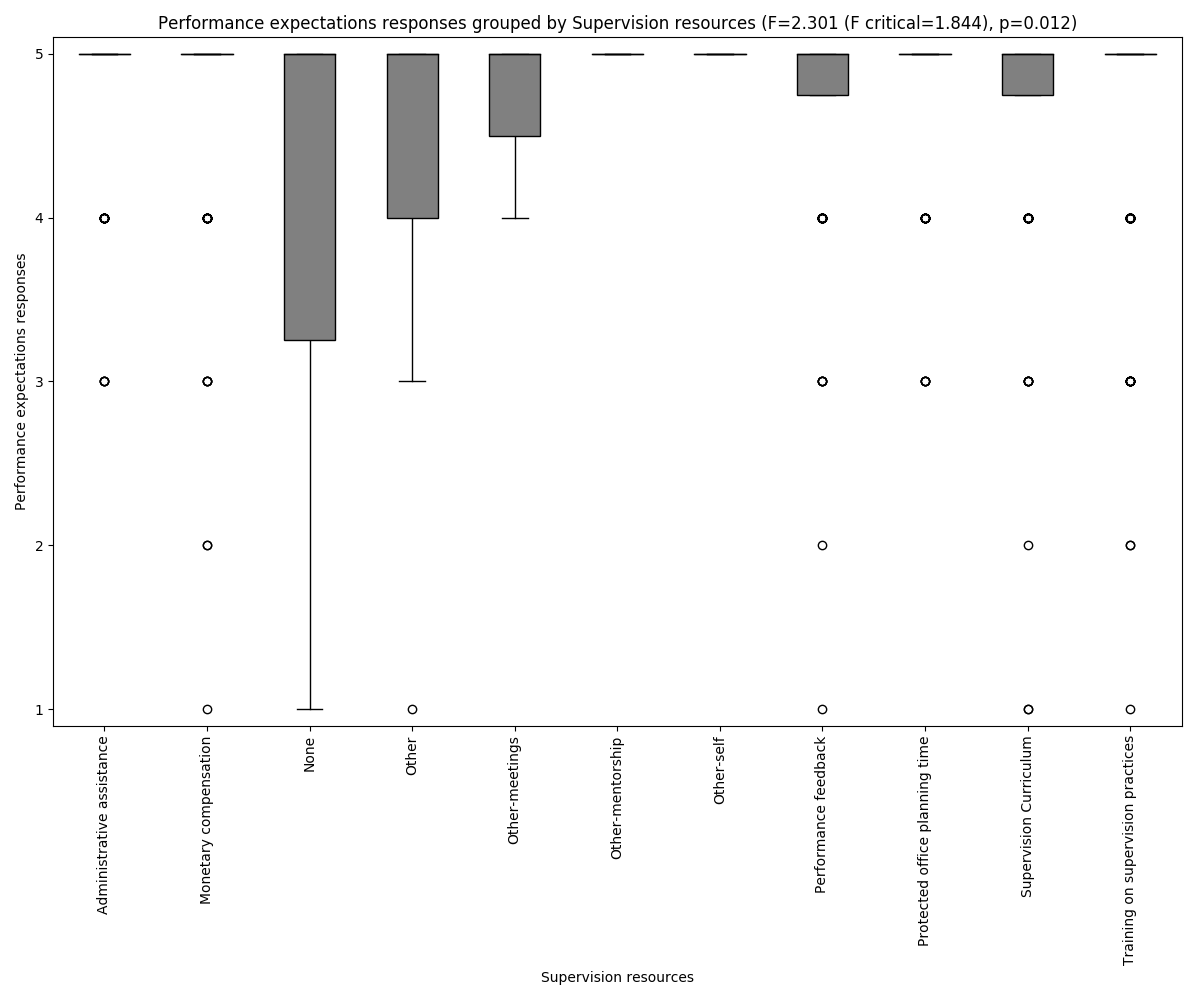 Performance expectations responses grouped by Supervision resources (F=2.301 (F critical=1.844), p=0.012)
Performance expectations responses
5
4
3
2
1
Administrative assistance
Monetary compensation
None
Other
Other-meetings
Other-mentorship
Other-self
Performance feedback
Protected office planning time
Supervision Curriculum
Training on supervision practices
Supervision resources